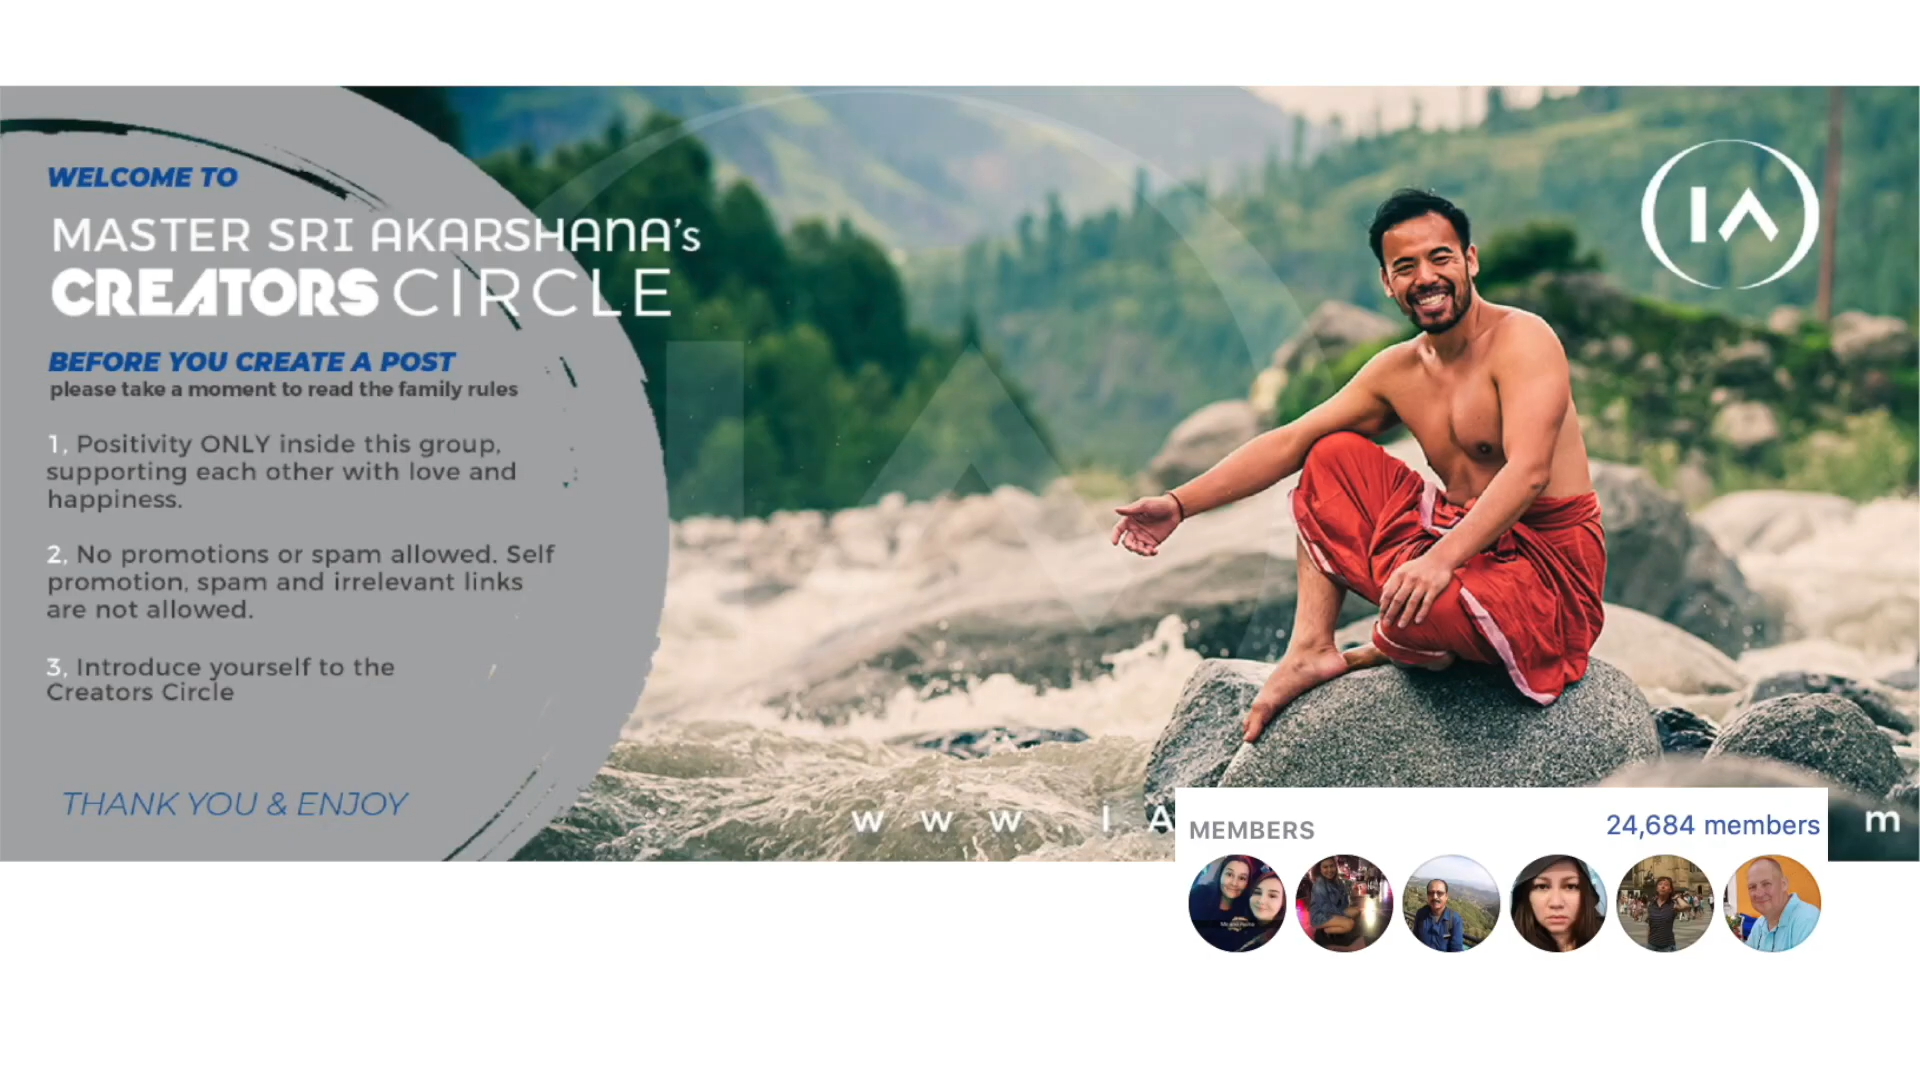 WELCOME TO
MASTER SRI AKARSHANA's
CREATORS CIRCLE
BEFORE YOU CREATE A POST
please take a moment to read the family rules
1, Positivity ONLY inside this group,
supporting each other with love and
happiness.
2, No promotions or spam allowed. Self
promotion, spam and irrelevant links
are not allowed.
3, Introduce yourself to the
Creators Circle
THANK YOU & ENJOY
IA
www.IA
m
MEMBERS
24,684 members